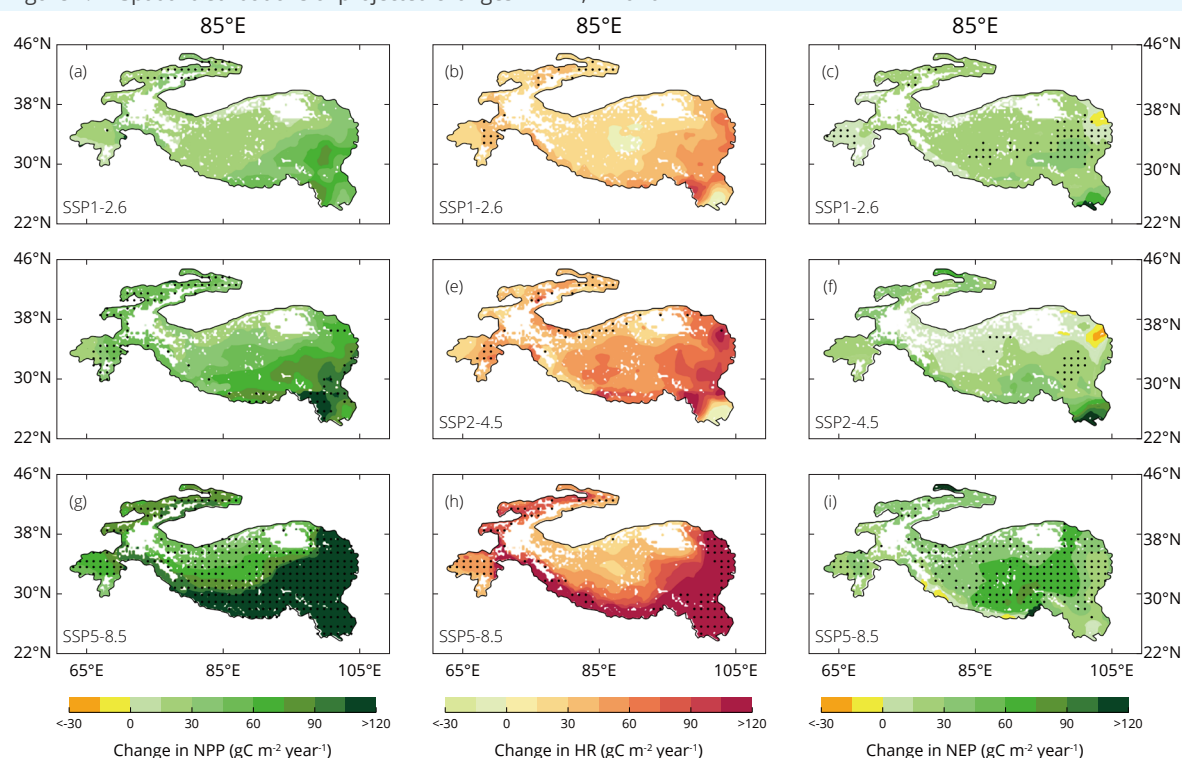 projected changes
85°E 85°E 85°E
46°N 46°N
(a) (b) (c)
38°N 38°N
30°N 30°N
SSP1-2.6 SSP1-2.6 SSP1-2.6
22°N 22°N
46°N 46°N
(e) (f)
38°N 38°N
30°N 30°N
SSP2-4.5 SSP2-4.5
22°N 22°N
46°N 46°N
(g) (h) (i)
38°N 38°N
30°N 30°N
SSP5-8.5 SSP5-8.5 SSP5-8.5
22°N 22°N
65°E 85°E 105°E 65°E 85°E 105°E 65°E 85°E 105°E
<-30 0 30 60 90 >120 <-30 0 30 60 90 >120 <-30 0 30 60 90 >120
Change in NPP (gC m⁻² year⁻¹) Change in HR (gC m⁻² year⁻¹) Change in NEP (gC m⁻² year⁻¹)